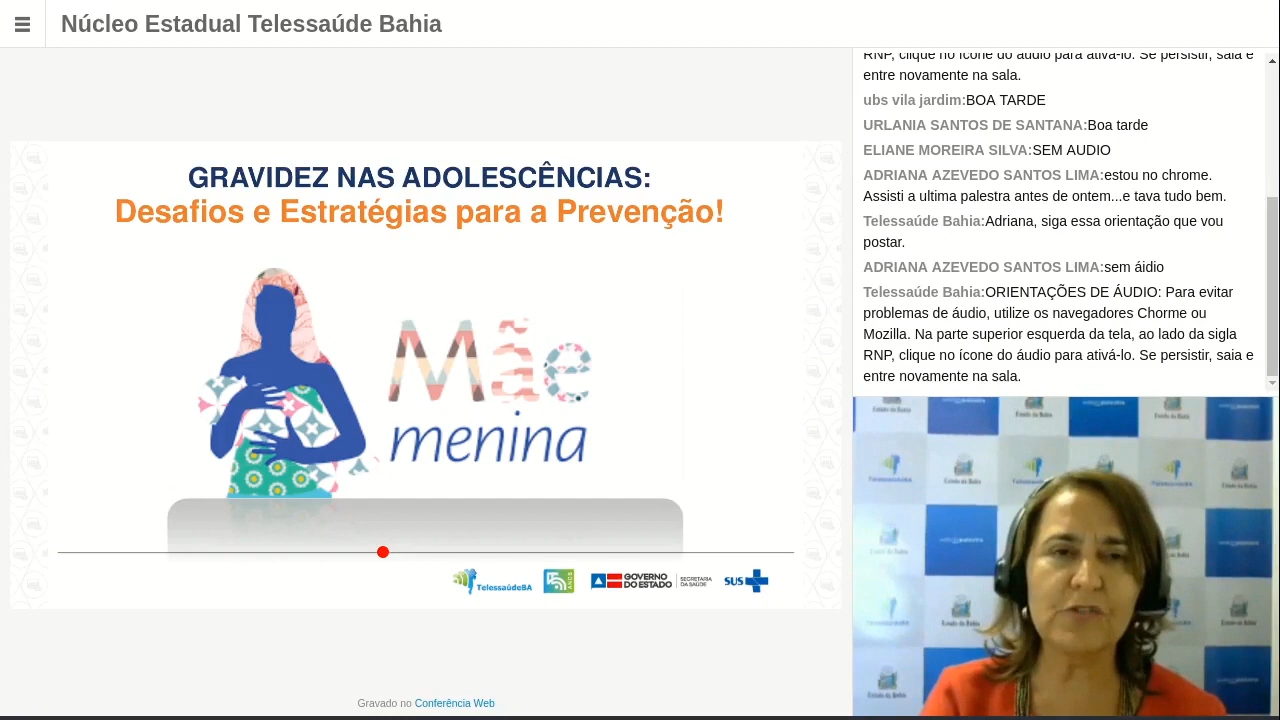 Núcleo Estadual Telessaúde Bahia
GRAVIDEZ NAS ADOLESCÊNCIAS:
Desafios e Estratégias para a Prevenção!
Mãe
menina
TelessaúdeBA
GOVERNO
DO ESTADO
SECRETARIA
DA SAÚDE
SUS
Gravado no Conferência Web
RNP, clique no ícone do áudio para ativá-lo. Se persistir, saia e
entre novamente na sala.
ubs vila jardim:BOA TARDE
URLANIA SANTOS DE SANTANA:Boa tarde
ELIANE MOREIRA SILVA:SEM AUDIO
ADRIANA AZEVEDO SANTOS LIMA:estou no chrome.
Assisti a ultima palestra antes de ontem...e tava tudo bem.
Telessaúde Bahia:Adriana, siga essa orientação que vou
postar.
ADRIANA AZEVEDO SANTOS LIMA:sem áidio
Telessaúde Bahia:ORIENTAÇÕES DE ÁUDIO: Para evitar
problemas de áudio, utilize os navegadores Chorme ou
Mozilla. Na parte superior esquerda da tela, ao lado da sigla
RNP, clique no ícone do áudio para ativá-lo. Se persistir, saia e
entre novamente na sala.